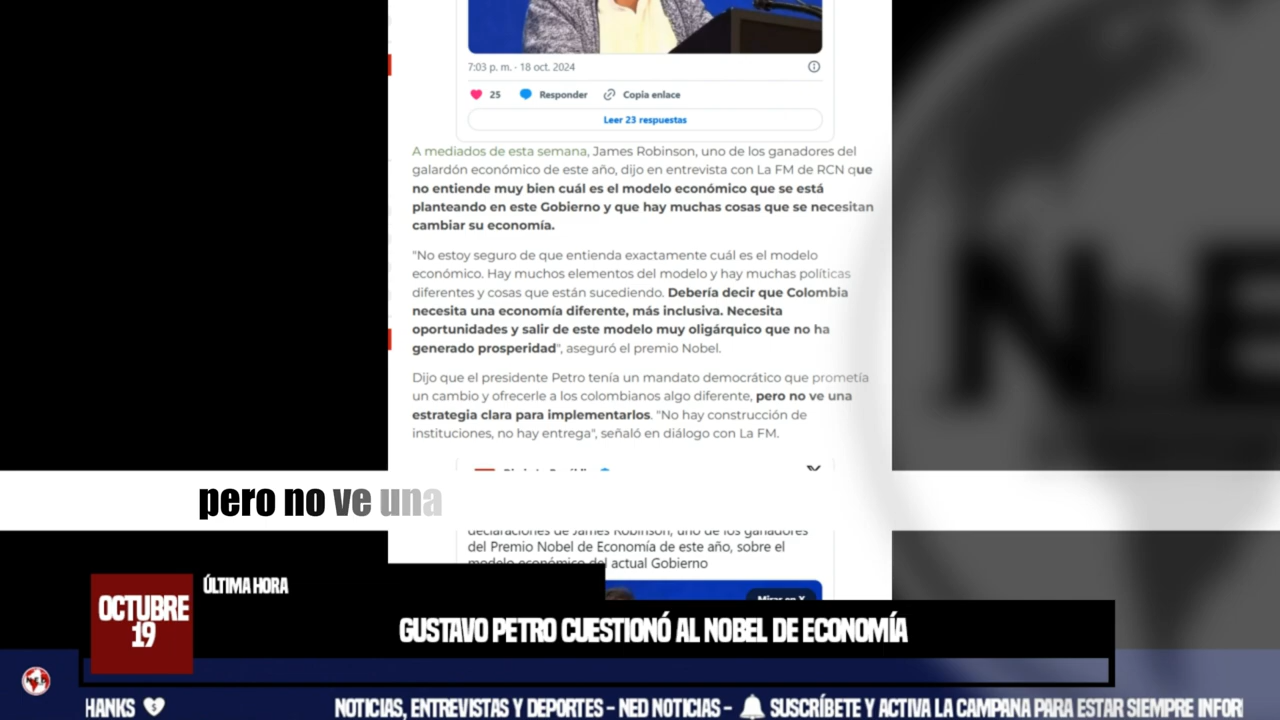 7:03 p. m. · 18 oct. 2024
25 Responder Copia enlace
Leer 23 respuestas
A mediados de esta semana, James Robinson, uno de los ganadores del
galardón económico de este año, dijo en entrevista con La FM de RCN que
no entiende muy bien cuál es el modelo económico que se está
planteando en este Gobierno y que hay muchas cosas que se necesitan
cambiar su economía.
"No estoy seguro de que entienda exactamente cuál es el modelo
económico. Hay muchos elementos del modelo y hay muchas políticas
diferentes y cosas que están sucediendo. Debería decir que Colombia
necesita una economía diferente, más inclusiva. Necesita
oportunidades y salir de este modelo muy oligárquico que no ha
generado prosperidad", aseguró el premio Nobel.
Dijo que el presidente Petro tenía un mandato democrático que prometía
un cambio y ofrecerle a los colombianos algo diferente, pero no ve una
estrategia clara para implementarlos. "No hay construcción de
instituciones, no hay entrega", señaló en diálogo con La FM.
pero no ve una
declaraciones de James Robinson, uno de los ganadores
del Premio Nobel de Economía de este año, sobre el
modelo económico del actual Gobierno
Mirar en X
NE
ÚLTIMA HORA
OCTUBRE
19
GUSTAVO PETRO CUESTIONÓ AL NOBEL DE ECONOMÍA
HANKS NOTICIAS, ENTREVISTAS Y DEPORTES - NED NOTICIAS - SUSCRÍBETE Y ACTIVA LA CAMPANA PARA ESTAR SIEMPRE INFOR